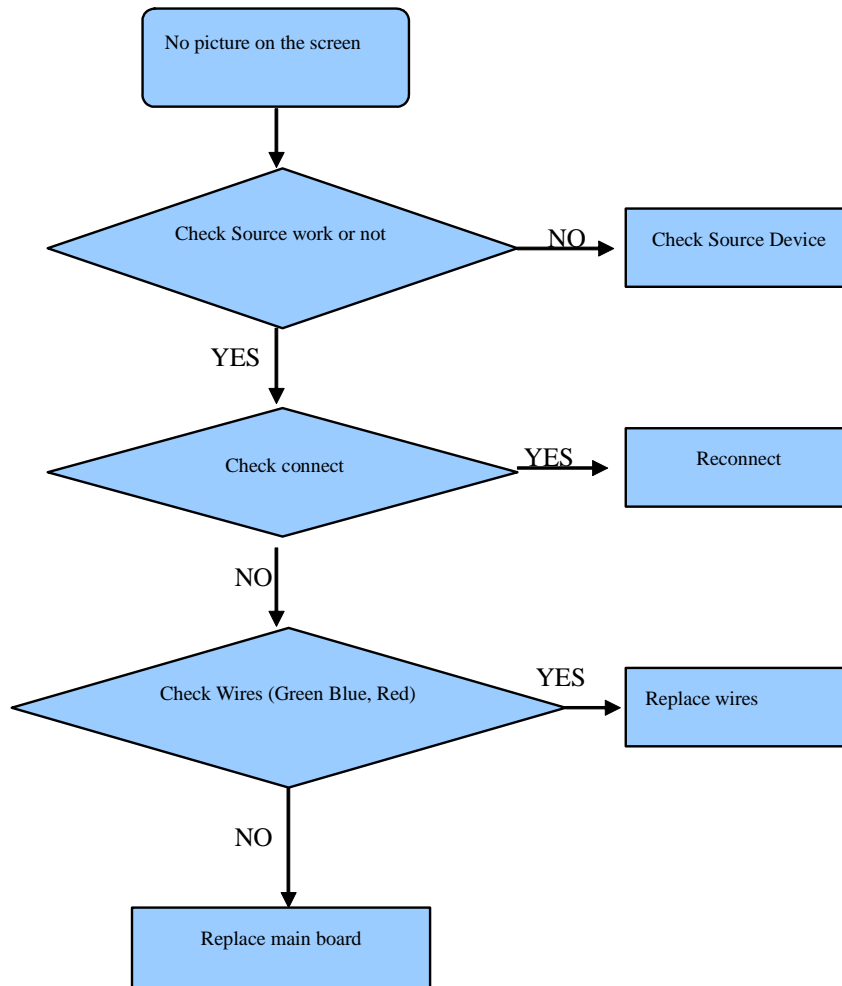 No picture on the screen
Check Source work or not
NO
Check Source Device
YES
Check connect
YES
Reconnect
NO
Check Wires (Green Blue, Red)
YES
Replace wires
NO
Replace main board